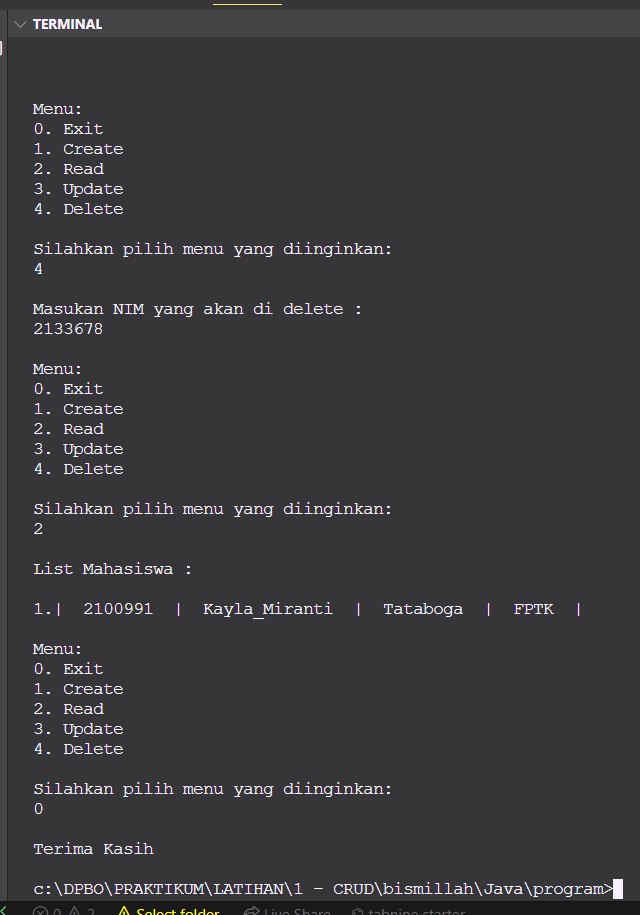 TERMINAL
Menu:
0. Exit
1. Create
2. Read
3. Update
4. Delete
Silahkan pilih menu yang diinginkan:
4
Masukan NIM yang akan di delete :
2133678
Menu:
0. Exit
1. Create
2. Read
3. Update
4. Delete
Silahkan pilih menu yang diinginkan:
2
List Mahasiswa :
1.|  2100991  |  Kayla_Miranti  |  Tataboga  |  FPTK  |
Menu:
0. Exit
1. Create
2. Read
3. Update
4. Delete
Silahkan pilih menu yang diinginkan:
0
Terima Kasih
c:\DPBO\PRAKTIKUM\LATIHAN\1 - CRUD\bismillah\Java\program>
0 2 Select folder Live Share tabnine starter